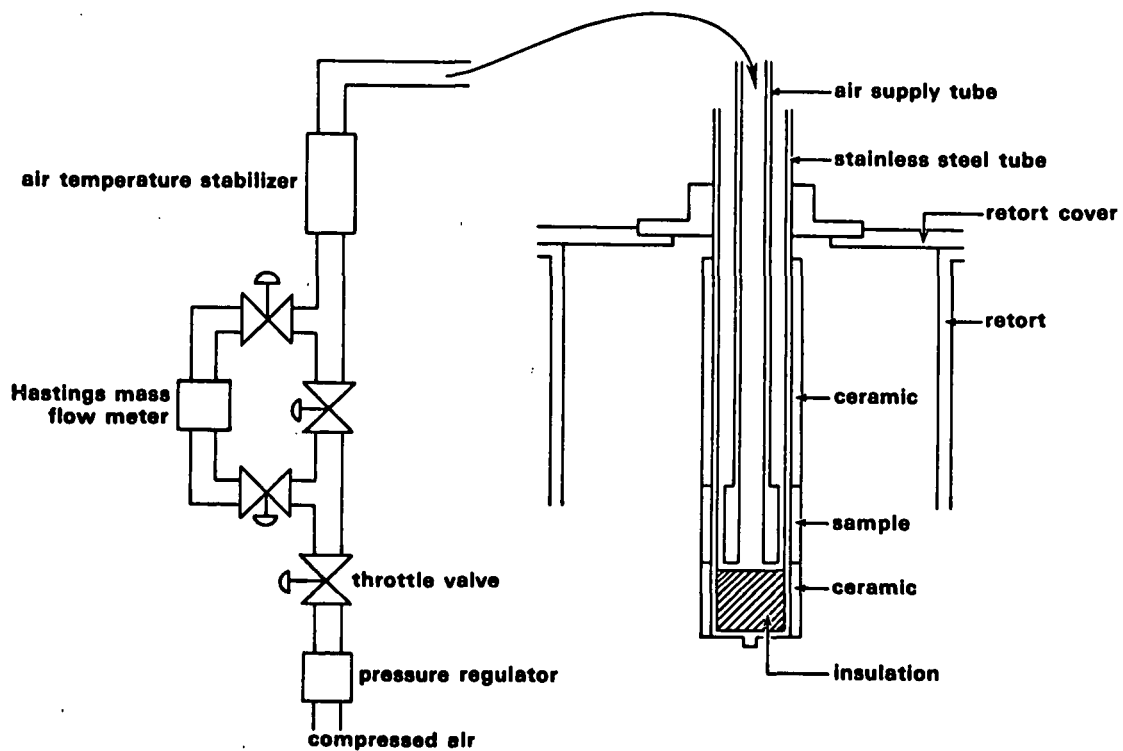 air supply tube
stainless steel tube
air temperature stabilizer
retort cover
retort
Hastings mass
flow meter
ceramic
sample
throttle valve
ceramic
pressure regulator
insulation
compressed air